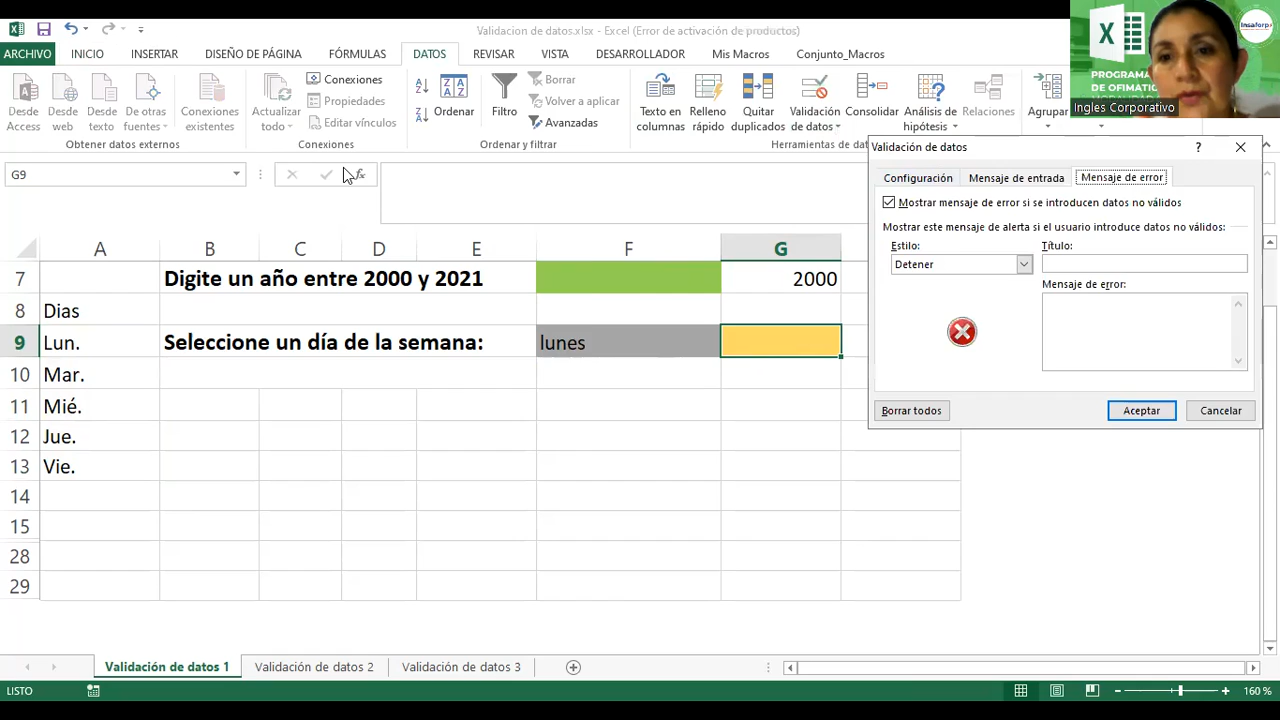 Validacion de datos.xlsx - Excel (Error de activación de productos)
ARCHIVO INICIO INSERTAR DISEÑO DE PÁGINA FÓRMULAS DATOS REVISAR VISTA DESARROLLADOR Mis Macros Conjunto_Macros
Desde Access
Desde web
Desde texto
De otras fuentes
Conexiones existentes
Actualizar todo
Conexiones
Propiedades
Editar vínculos
Ordenar
Filtro
Borrar
Volver a aplicar
Avanzadas
Texto en columnas
Relleno rápido
Quitar duplicados
Validación de datos
Consolidar
Análisis de hipótesis
Relaciones
Agrupar
Obtener datos externos
Conexiones
Ordenar y filtrar
Herramientas de
PROGRAMA
DE OFIMÁTIC
Insaforp
Ingles Corporativo
G9
fx
Validación de datos
?
Configuración Mensaje de entrada Mensaje de error
Mostrar mensaje de error si se introducen datos no válidos
Mostrar este mensaje de alerta si el usuario introduce datos no válidos:
Estilo: Título:
Detener
Mensaje de error:
Borrar todos Aceptar Cancelar
A B C D E F G
7 Digite un año entre 2000 y 2021 2000
8 Dias
9 Lun. Seleccione un día de la semana: lunes
10 Mar.
11 Mié.
12 Jue.
13 Vie.
14
15
28
29
Validación de datos 1 Validación de datos 2 Validación de datos 3
LISTO 160 %